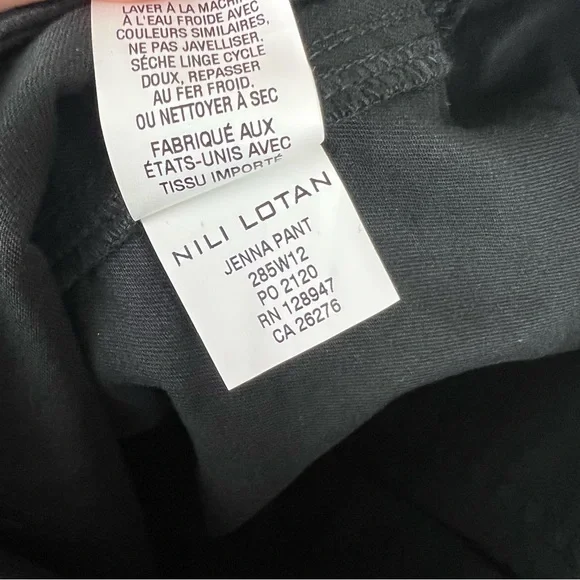 LAVER À LA MACHINE
À L'EAU FROIDE AVEC
COULEURS SIMILAIRES,
NE PAS JAVELLISER.
SÉCHE LINGE CYCLE
DOUX, REPASSER
AU FER FROID.
OU NETTOYER À SEC
FABRIQUÉ AUX
ÉTATS-UNIS AVEC
TISSU IMPORTÉ
NILI LOTAN
JENNA PANT
285W12
PO 2120
RN 128947
CA 26276